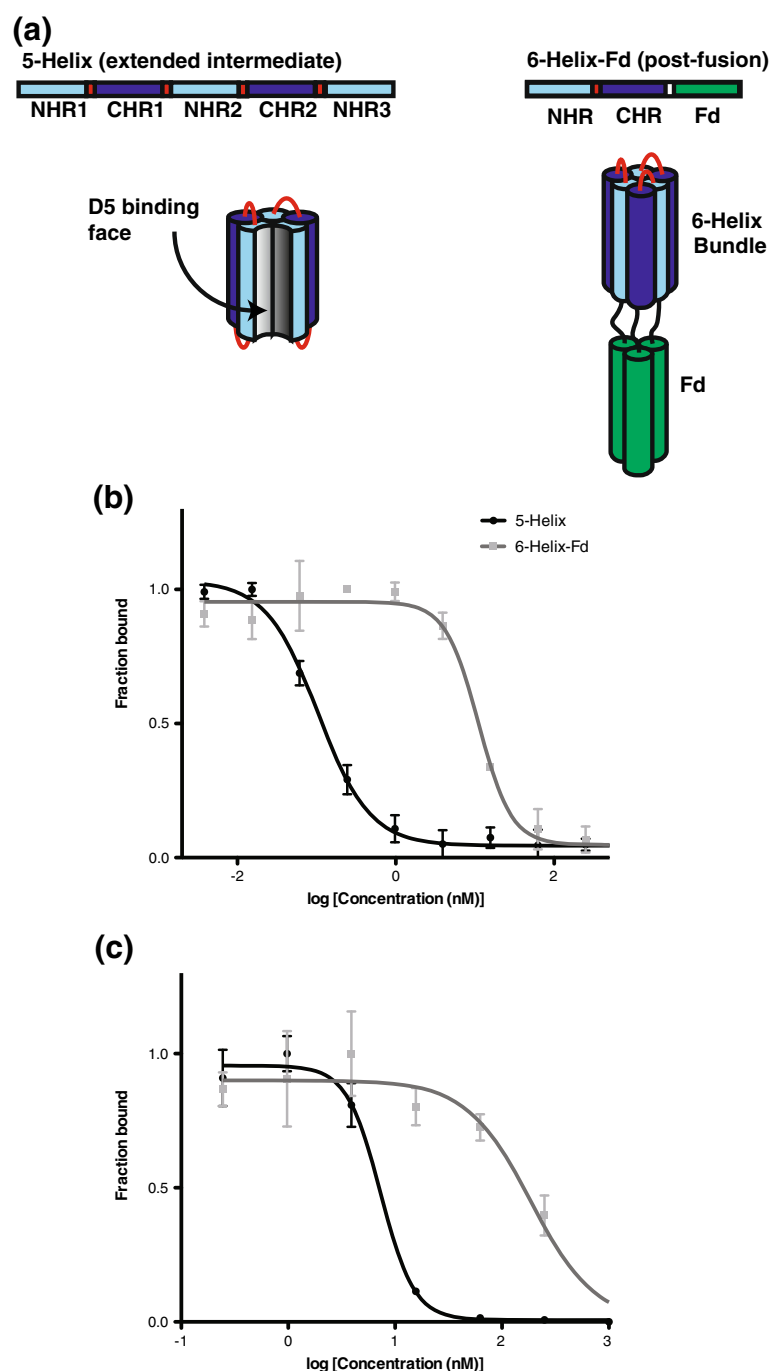 (a)
5-Helix (extended intermediate)
NHR1 CHR1 NHR2 CHR2 NHR3
D5 binding
face
6-Helix-Fd (post-fusion)
NHR CHR Fd
6-Helix
Bundle
Fd
(b)
5-Helix
6-Helix-Fd
1.0
0.5
0.0
Fraction bound
-2 0 2
log [Concentration (nM)]
(c)
1.0
0.5
0.0
Fraction bound
-1 0 1 2 3
log [Concentration (nM)]